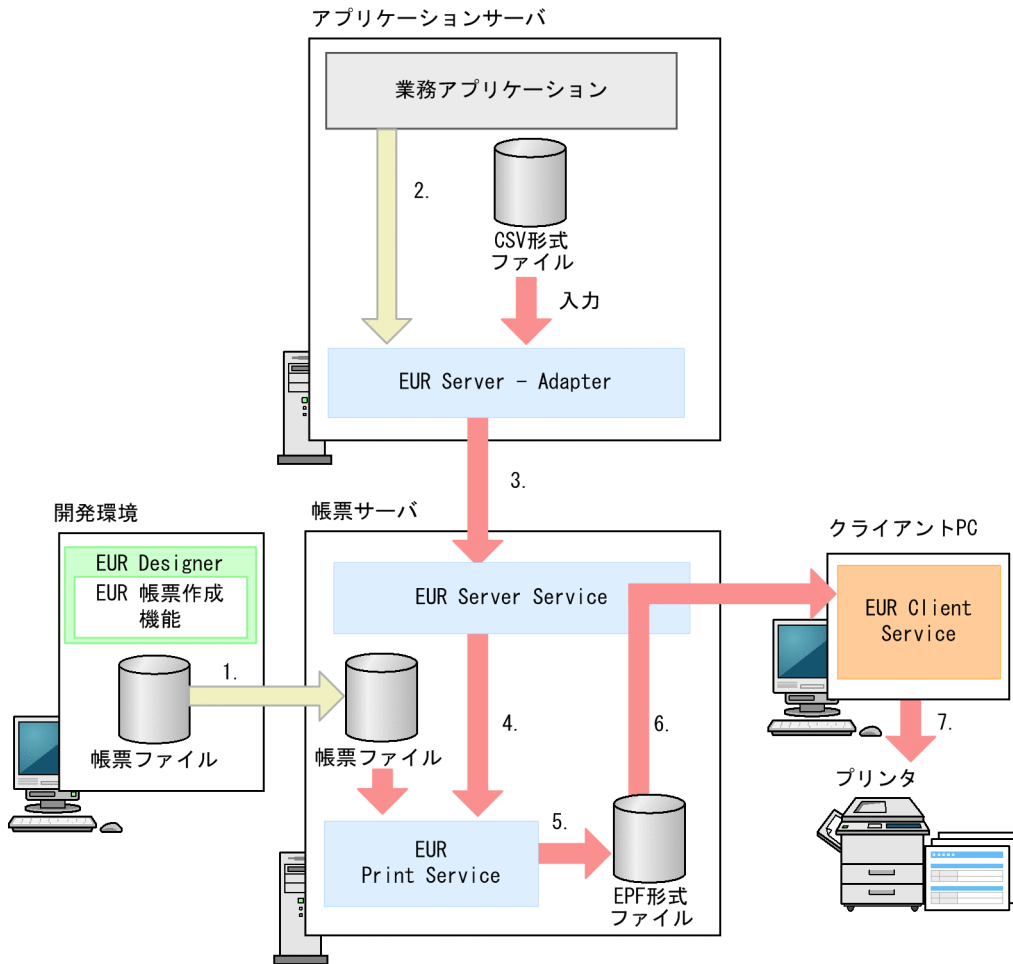 アプリケーションサーバ
業務アプリケーション
2.
CSV形式
ファイル
入力
EUR Server － Adapter
3.
開発環境
EUR Designer
EUR 帳票作成
機能
1.
帳票ファイル
帳票サーバ
EUR Server Service
帳票ファイル
4.
6.
EUR
Print Service
5.
EPF形式
ファイル
クライアントPC
EUR Client
Service
7.
プリンタ